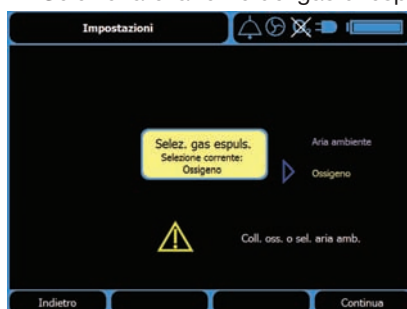 Impostazioni
Selez. gas espuls.
Selezione corrente:
Ossigeno
Aria ambiente
Ossigeno
Coll. oss. o sel. aria amb.
Indietro
Continua